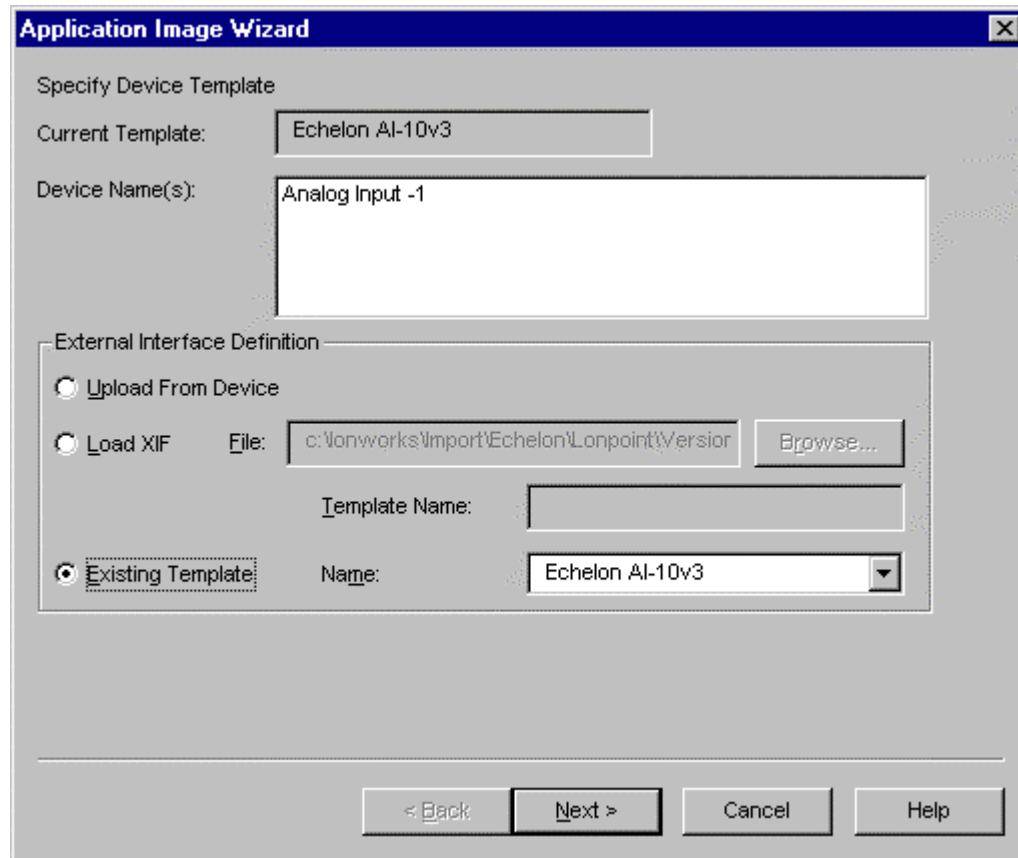 Application Image Wizard
Specify Device Template
Current Template: Echelon AI-10v3
Device Name(s): Analog Input -1
External Interface Definition
Upload From Device
Load XIF File: c:\lonworks\Import\Echelon\Lonpoint\Version Browse...
Template Name:
Existing Template Name: Echelon AI-10v3
< Back Next > Cancel Help